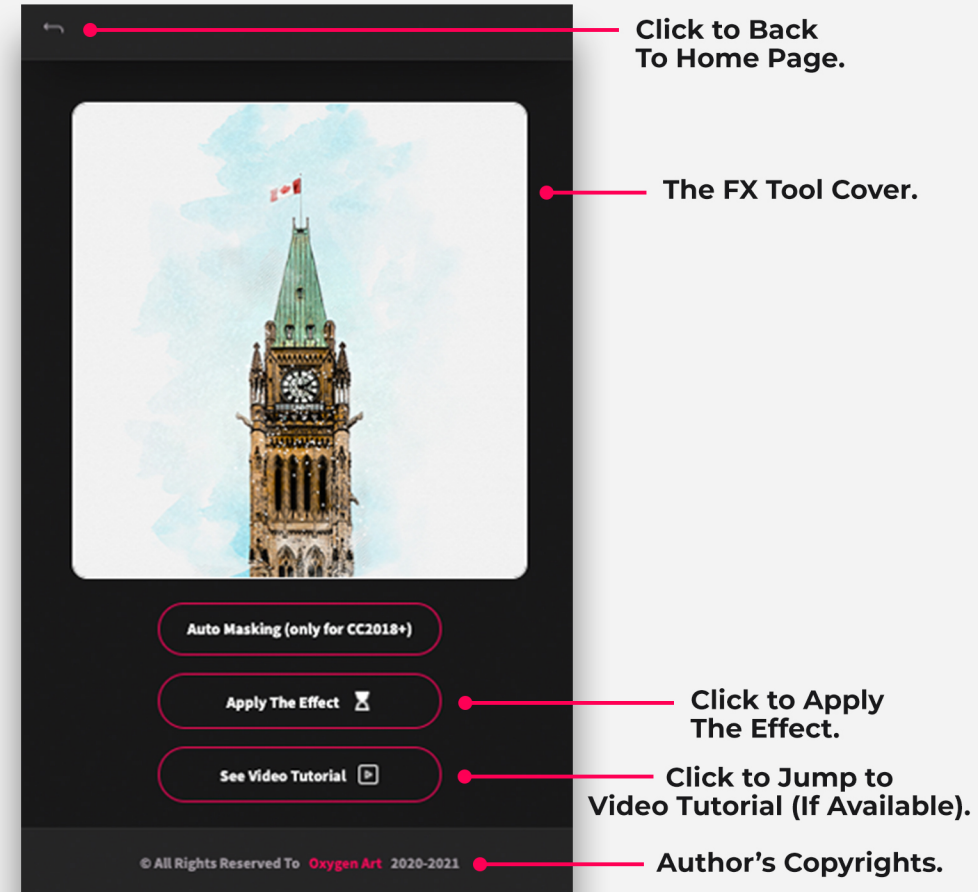 Click to Back
To Home Page.
The FX Tool Cover.
Auto Masking (only for CC2018+)
Apply The Effect
Click to Apply
The Effect.
See Video Tutorial
Click to Jump to
Video Tutorial (If Available).
© All Rights Reserved To Oxygen Art 2020-2021
Author’s Copyrights.